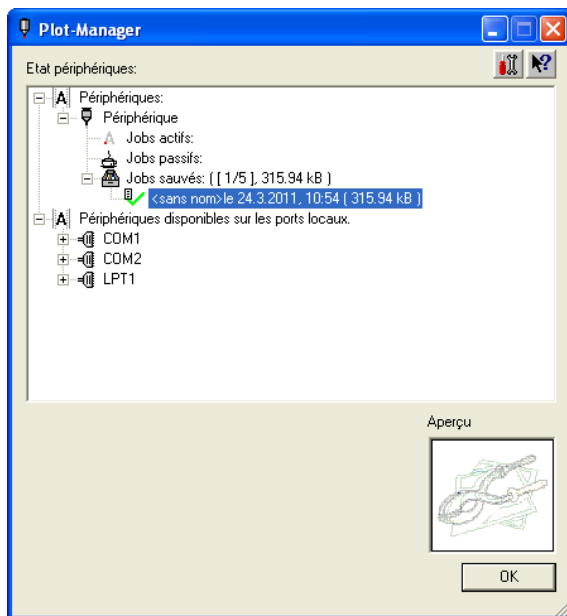 Plot-Manager
Etat périphériques:
Périphériques:
Périphérique
Jobs actifs:
Jobs passifs:
Jobs sauvés: ( [ 1/5 ], 315.94 kB )
<sans nom>le 24.3.2011, 10:54 ( 315.94 kB )
Périphériques disponibles sur les ports locaux.
COM1
COM2
LPT1
Aperçu
OK